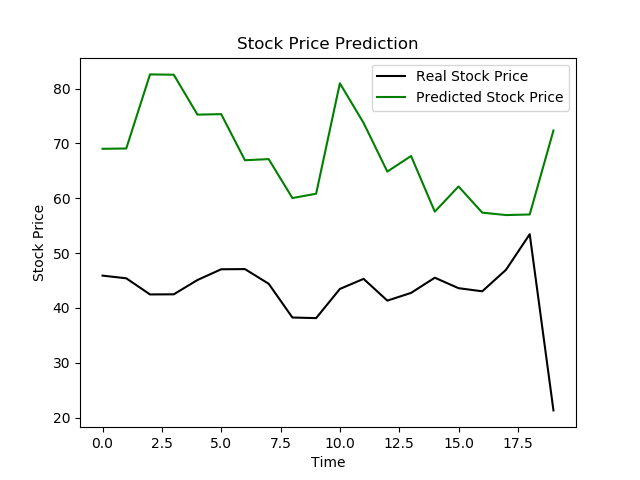 Stock Price Prediction
Real Stock Price
Predicted Stock Price
Stock Price
80
70
60
50
40
30
20
0.0 2.5 5.0 7.5 10.0 12.5 15.0 17.5
Time